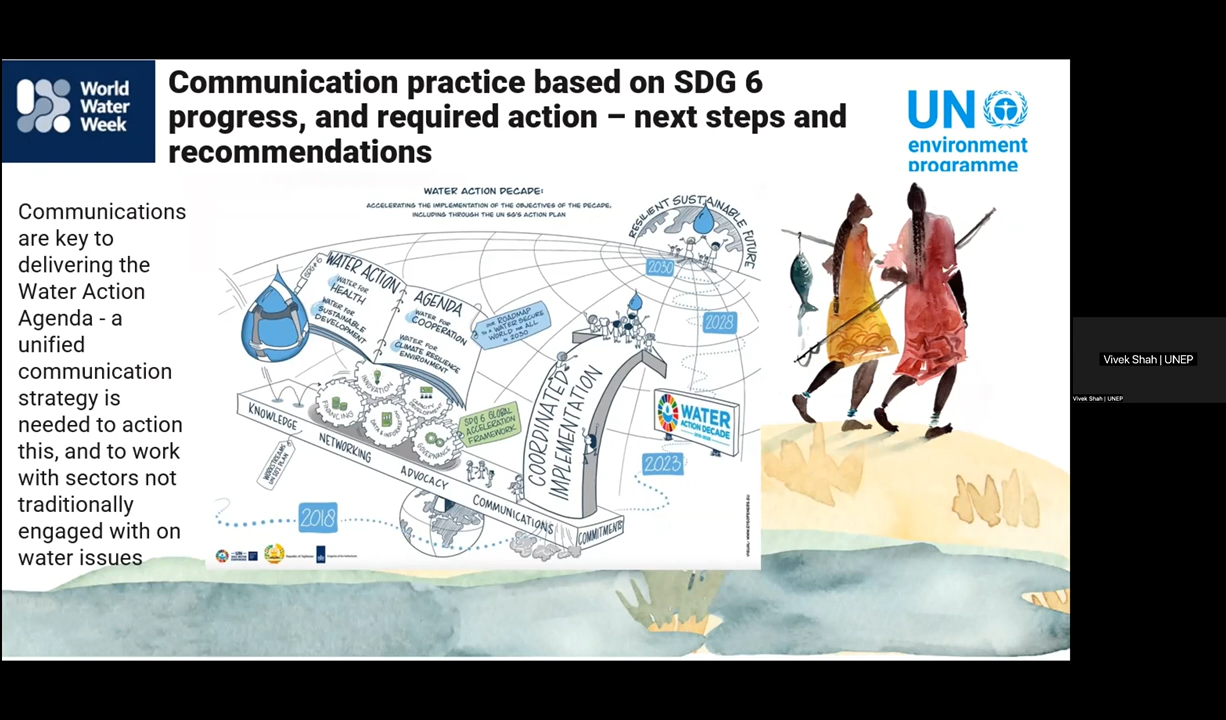 World
Water
Week
Communication practice based on SDG 6
progress, and required action – next steps and
recommendations
UN
environment
programme
Communications
are key to
delivering the
Water Action
Agenda - a
unified
communication
strategy is
needed to action
this, and to work
with sectors not
traditionally
engaged with on
water issues
WATER ACTION DECADE:
ACCELERATING THE IMPLEMENTATION OF THE OBJECTIVES OF THE DECADE,
INCLUDING THROUGH THE UN SG'S ACTION PLAN
RESILIENT SUSTAINABLE FUTURE
2030
2028
SDG 6
WATER ACTION
WATER FOR
HEALTH
WATER FOR
SUSTAINABLE
DEVELOPMENT
AGENDA
WATER FOR
COOPERATION
WATER FOR
CLIMATE RESILIENCE
ENVIRONMENT
ROADMAP
TO A WATER SECURE
WORLD FOR ALL
INNOVATION
FINANCING
GOVERNANCE
SDG 6 GLOBAL
ACCELERATION
FRAMEWORK
COORDINATED
IMPLEMENTATION
WATER
ACTION DECADE
2023
KNOWLEDGE
NETWORKING
ADVOCACY
COMMUNICATIONS
COMMITMENTS
2018
Vivek Shah | UNEP
Vivek Shah | UNEP